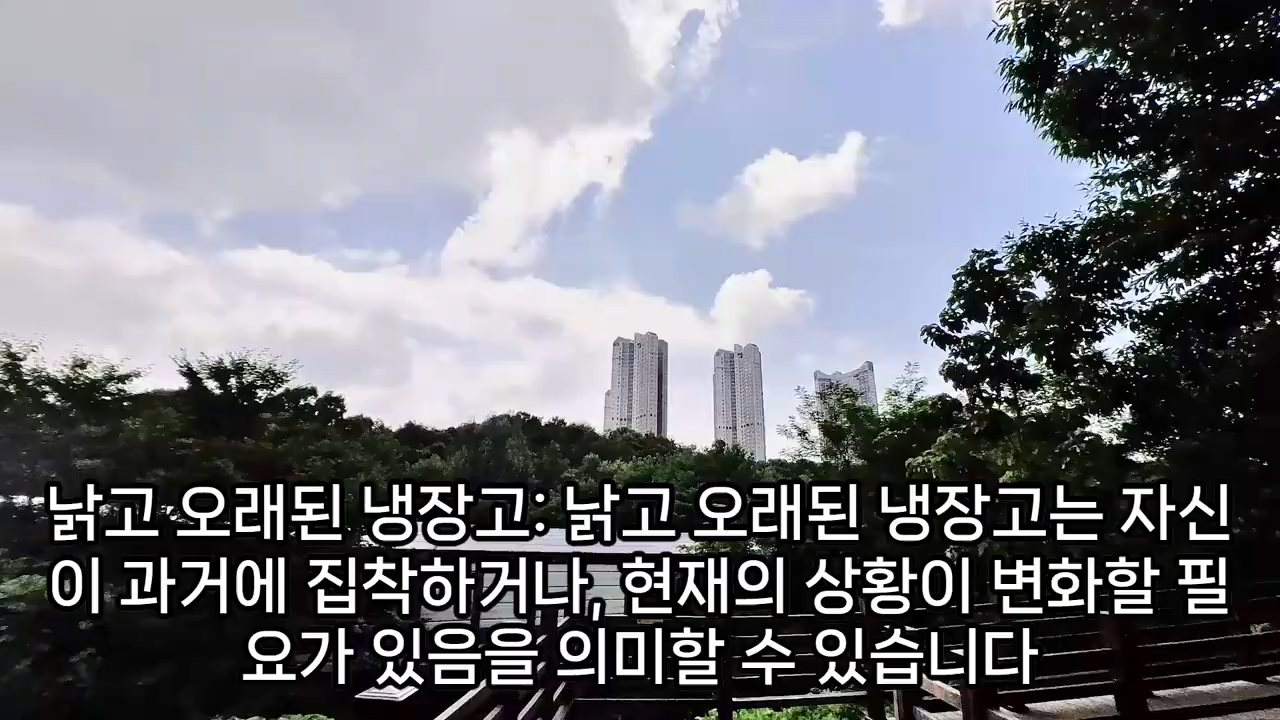 낡고 오래된 냉장고: 낡고 오래된 냉장고는 자신
이 과거에 집착하거나, 현재의 상황이 변화할 필
요가 있음을 의미할 수 있습니다